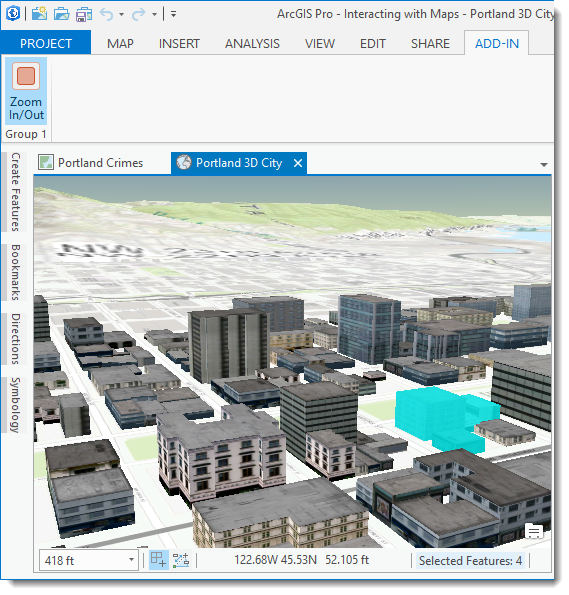 ArcGIS Pro - Interacting with Maps - Portland 3D City
PROJECT MAP INSERT ANALYSIS VIEW EDIT SHARE ADD-IN
Zoom
In/Out
Group 1
Create Features
Bookmarks
Directions
Symbology
Portland Crimes
Portland 3D City
418 ft
122.68W 45.53N 52.105 ft
Selected Features: 4